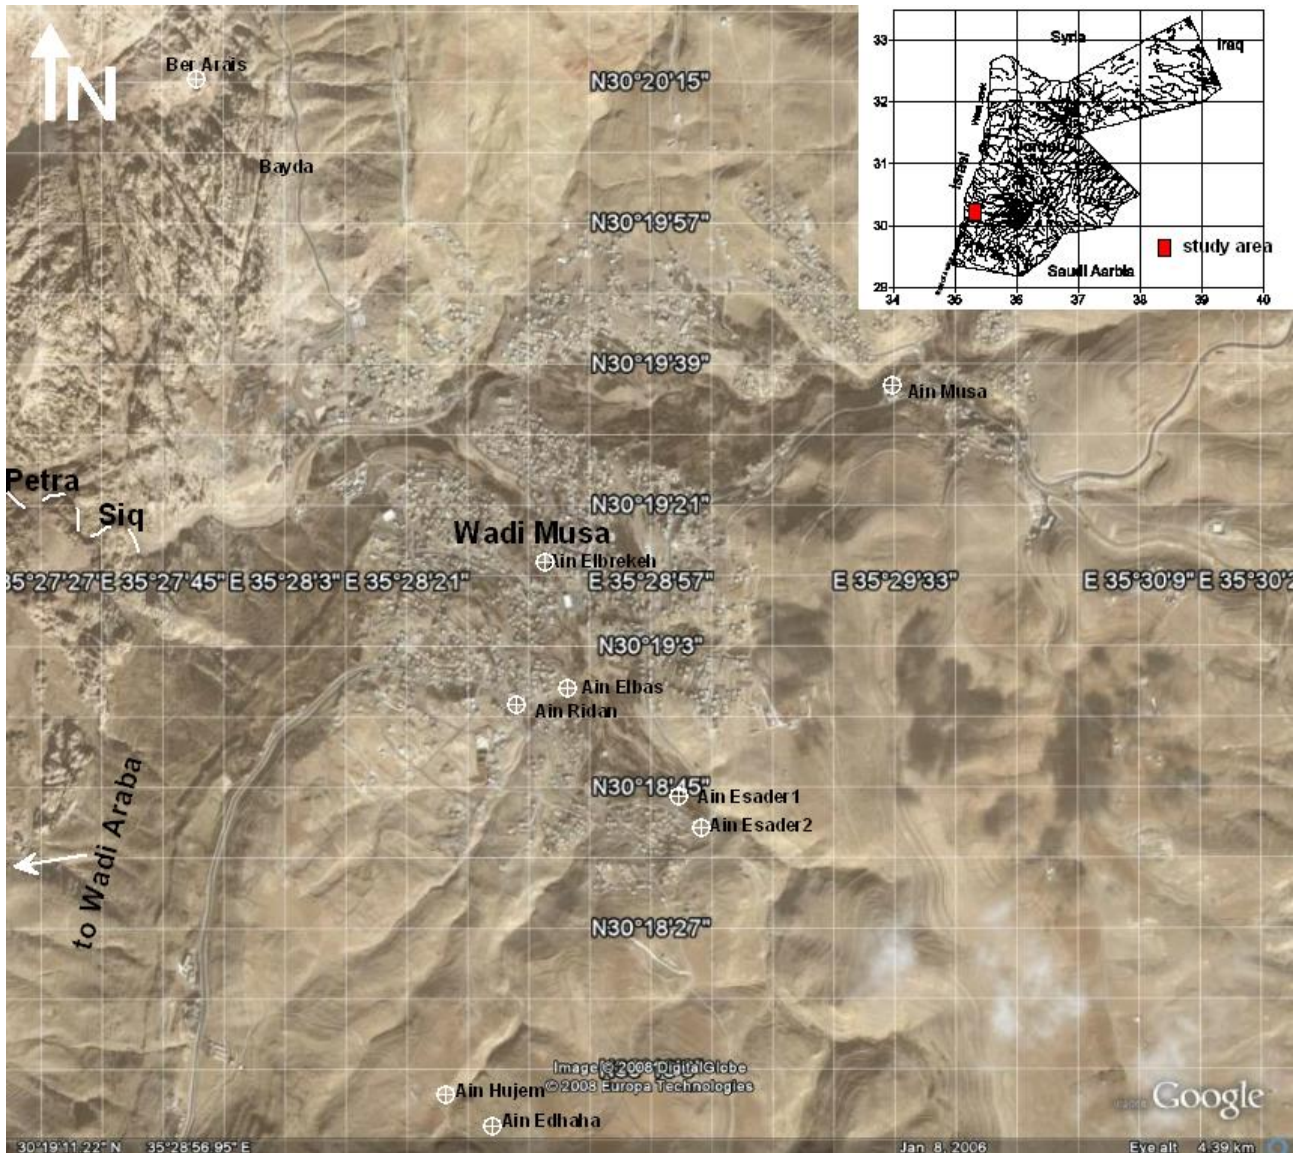 N
Ber Arais
N30°20'15"
Bayda
N30°19'57"
33
32
31
30
29
34
35
36
37
38
39
40
Syria
Iraq
Jordan
Israel
Saudi Aarbia
study area
N30°19'39"
Ain Musa
Petra
Siq
N30°19'21"
Wadi Musa
Ain Elbrekeh
35°27'27" E 35°27'45" E 35°28'3" E 35°28'21" E 35°28'57" E 35°29'33" E 35°30'9" E 35°30'2
N30°19'3"
Ain Elbas
Ain Ridan
to Wadi Araba
N30°18'45"
Ain Esader1
Ain Esader2
N30°18'27"
Image © 2008 DigitalGlobe
© 2008 Europa Technologies
Ain Hujem
Ain Edhaha
Google
30°19'11.22" N 35°28'56.95" E
Jan 8, 2006
Eye alt 4.39 km